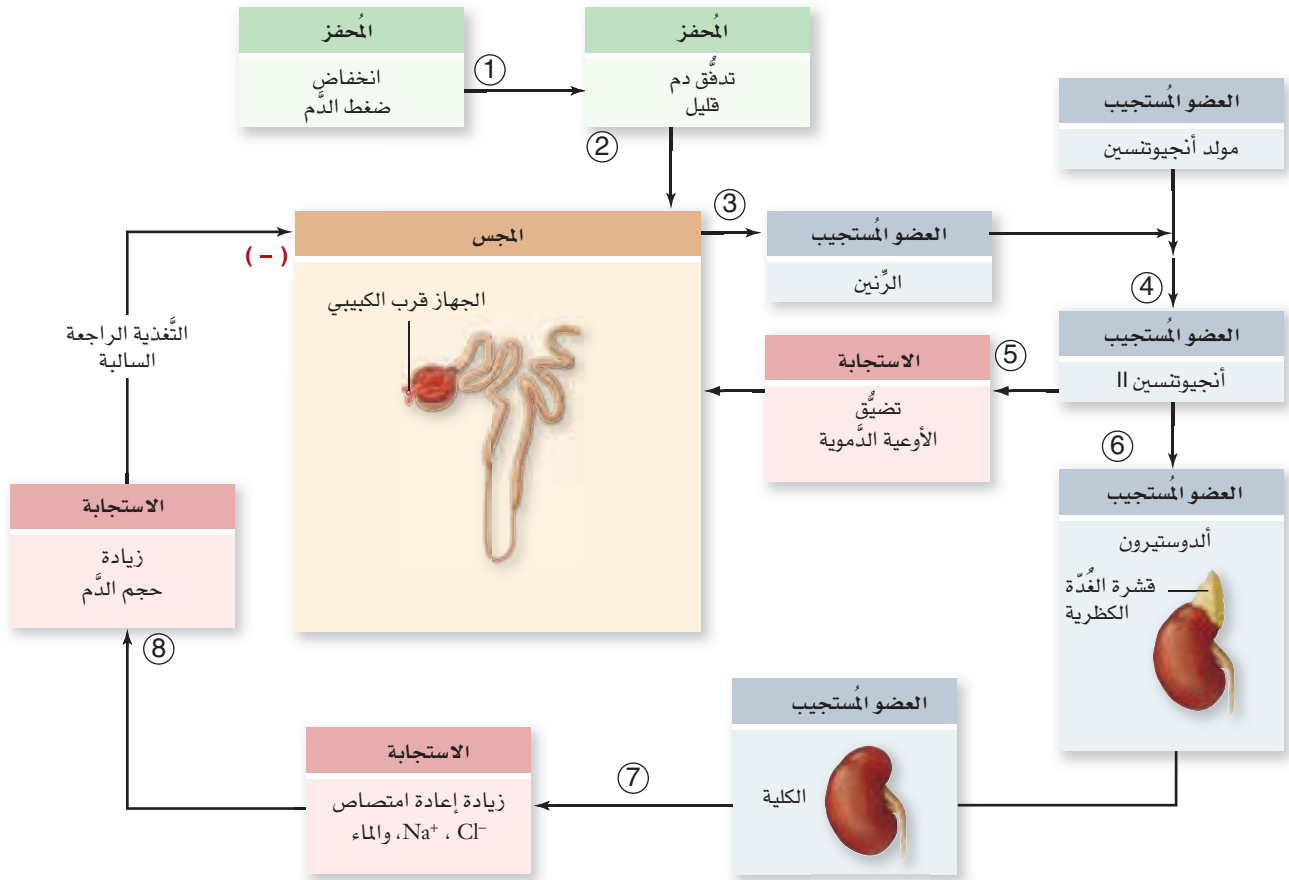 المُحفز
انخفاض
ضغط الدَّم
①
المُحفز
تدفُّق دم
قليل
②
العضو المُستجيب
مولد أنجيوتنسين
المجس
الجهاز قرب الكبيبي
③
العضو المُستجيب
الرِّنين
④
العضو المُستجيب
أنجيوتنسين II
⑤
الاستجابة
تضيُّق
الأوعية الدَّموية
⑥
العضو المُستجيب
ألدوستيرون
قشرة الغُدّة
الكظرية
العضو المُستجيب
الكلية
⑦
الاستجابة
زيادة إعادة امتصاص
Cl⁻ ، Na⁺، والماء
⑧
الاستجابة
زيادة
حجم الدَّم
التَّغذية الراجعة
السالبة
(–)